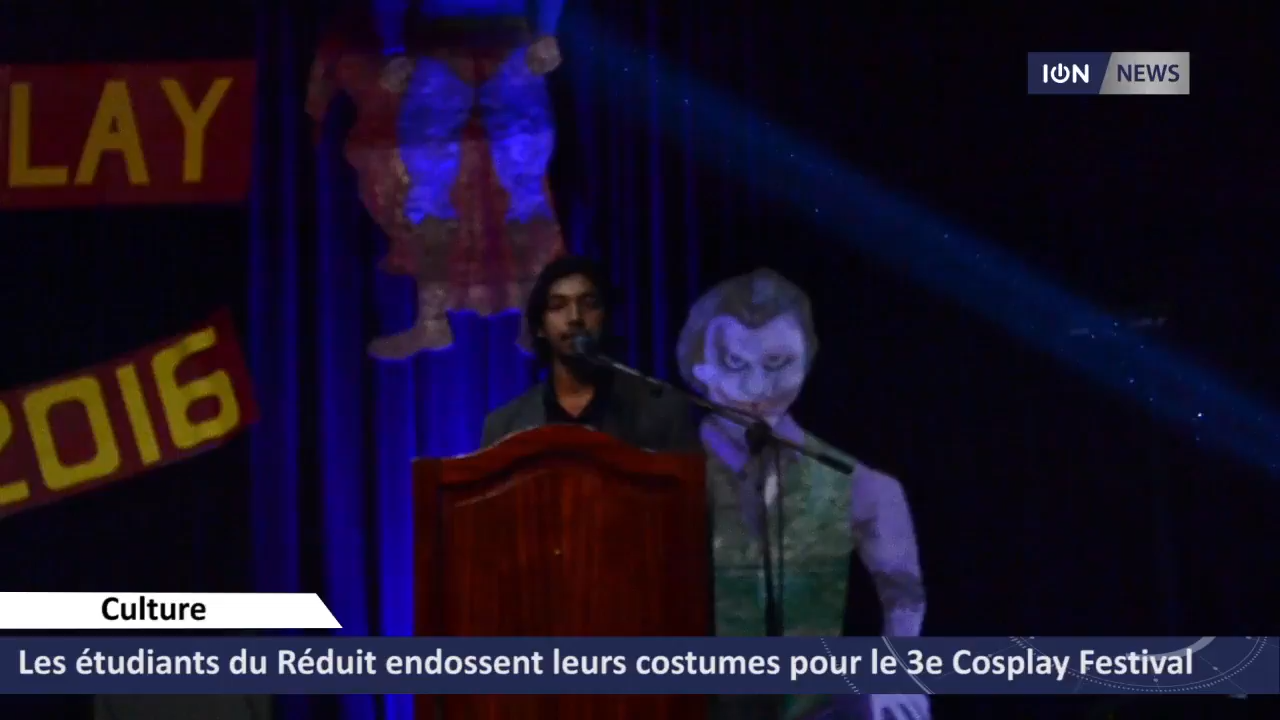 ION NEWS
LAY
2016
Culture
Les étudiants du Réduit endossent leurs costumes pour le 3e Cosplay Festival